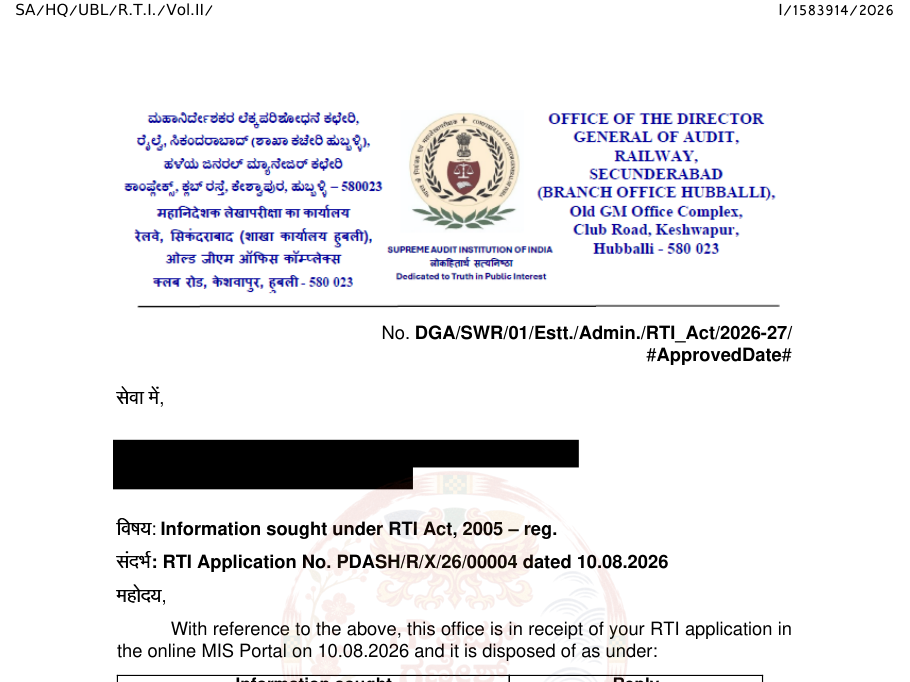 SA/HQ/UBL/R.T.I./Vol.II/
I/1583914/2026
ಮಹಾನಿರ್ದೇಶಕರ ಲೆಕ್ಕಪರಿಶೋಧನೆ ಕಛೇರಿ,
ರೈಲ್ವೆ, ಸಿಕಂದರಾಬಾದ್ (ಶಾಖಾ ಕಚೇರಿ ಹುಬ್ಬಳ್ಳಿ),
ಹಳೆಯ ಜನರಲ್ ಮ್ಯಾನೇಜರ್ ಕಛೇರಿ
ಕಾಂಪ್ಲೇಕ್ಸ್, ಕ್ಲಬ್ ರಸ್ತೆ, ಕೇಶ್ವಾಪುರ, ಹುಬ್ಬಳ್ಳಿ – 580023
महानिदेशक लेखापरीक्षा का कार्यालय
रेलवे, सिकंदराबाद (शाखा कार्यालय हुबली),
ओल्ड जीएम ऑफिस कॉम्प्लेक्स
क्लब रोड, केशवापुर, हुबली - 580 023
SUPREME AUDIT INSTITUTION OF INDIA
लोकहितार्थ सत्यनिष्ठा
Dedicated to Truth in Public Interest
OFFICE OF THE DIRECTOR
GENERAL OF AUDIT,
RAILWAY,
SECUNDERABAD
(BRANCH OFFICE HUBBALLI),
Old GM Office Complex,
Club Road, Keshwapur,
Hubballi - 580 023
No. DGA/SWR/01/Estt./Admin./RTI_Act/2026-27/
#ApprovedDate#
सेवा में,
विषय: Information sought under RTI Act, 2005 – reg.
संदर्भ: RTI Application No. PDASH/R/X/26/00004 dated 10.08.2026
महोदय,
With reference to the above, this office is in receipt of your RTI application in
the online MIS Portal on 10.08.2026 and it is disposed of as under:
Information sought
Reply